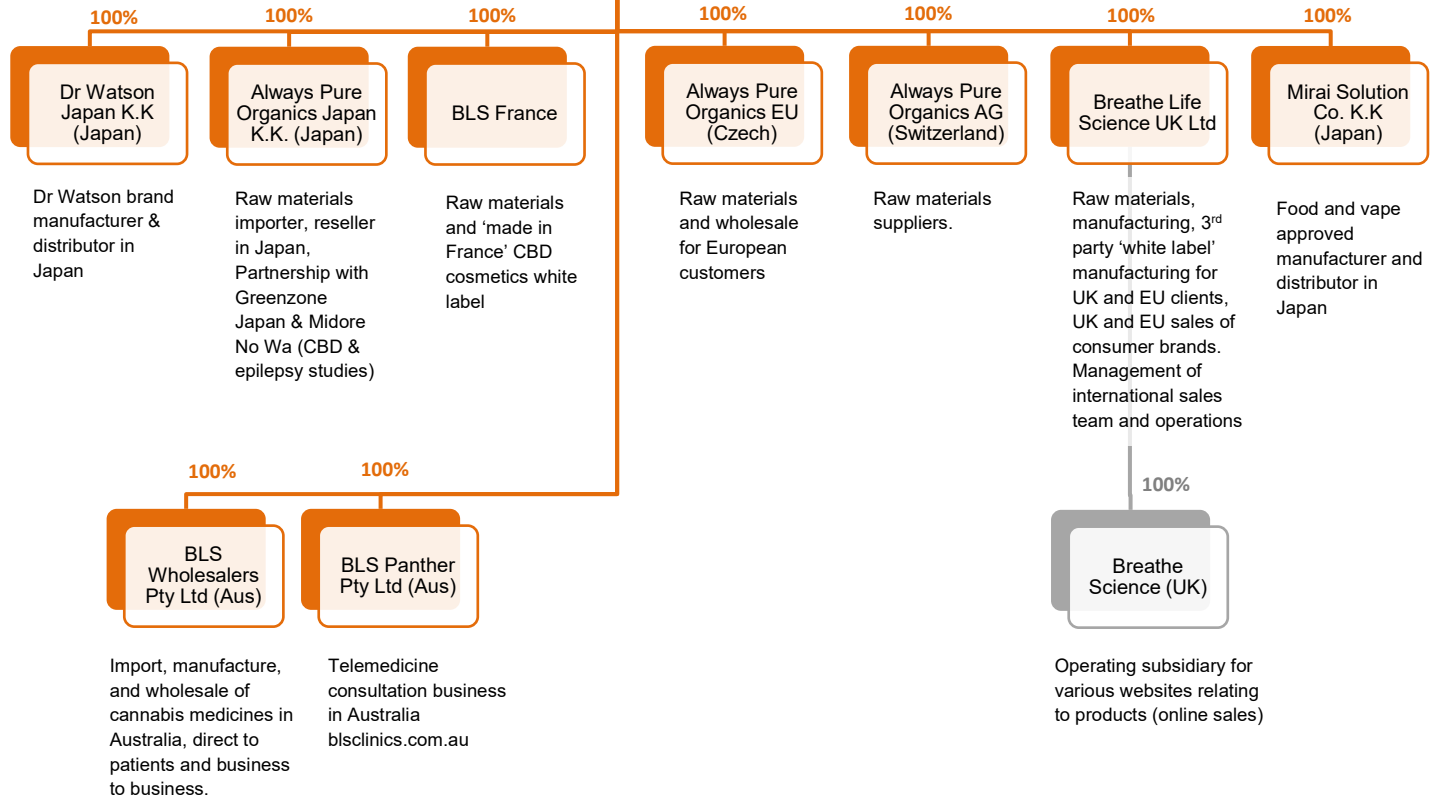 100%
100%
100%
100%
100%
100%
100%
Dr Watson
Japan K.K
(Japan)
Always Pure
Organics Japan
K.K. (Japan)
BLS France
Always Pure
Organics EU
(Czech)
Always Pure
Organics AG
(Switzerland)
Breathe Life
Science UK Ltd
Mirai Solution
Co. K.K
(Japan)
Dr Watson brand
manufacturer &
distributor in
Japan
Raw materials
importer, reseller
in Japan,
Partnership with
Greenzone
Japan & Midore
No Wa (CBD &
epilepsy studies)
Raw materials
and ‘made in
France’ CBD
cosmetics white
label
Raw materials
and wholesale
for European
customers
Raw materials
suppliers.
Raw materials,
manufacturing, 3rd
party ‘white label’
manufacturing for
UK and EU clients,
UK and EU sales of
consumer brands.
Management of
international sales
team and operations
Food and vape
approved
manufacturer and
distributor in
Japan
100%
100%
100%
BLS
Wholesalers
Pty Ltd (Aus)
BLS Panther
Pty Ltd (Aus)
Breathe
Science (UK)
Import, manufacture,
and wholesale of
cannabis medicines in
Australia, direct to
patients and business
to business.
Telemedicine
consultation business
in Australia
blsclinics.com.au
Operating subsidiary for
various websites relating
to products (online sales)